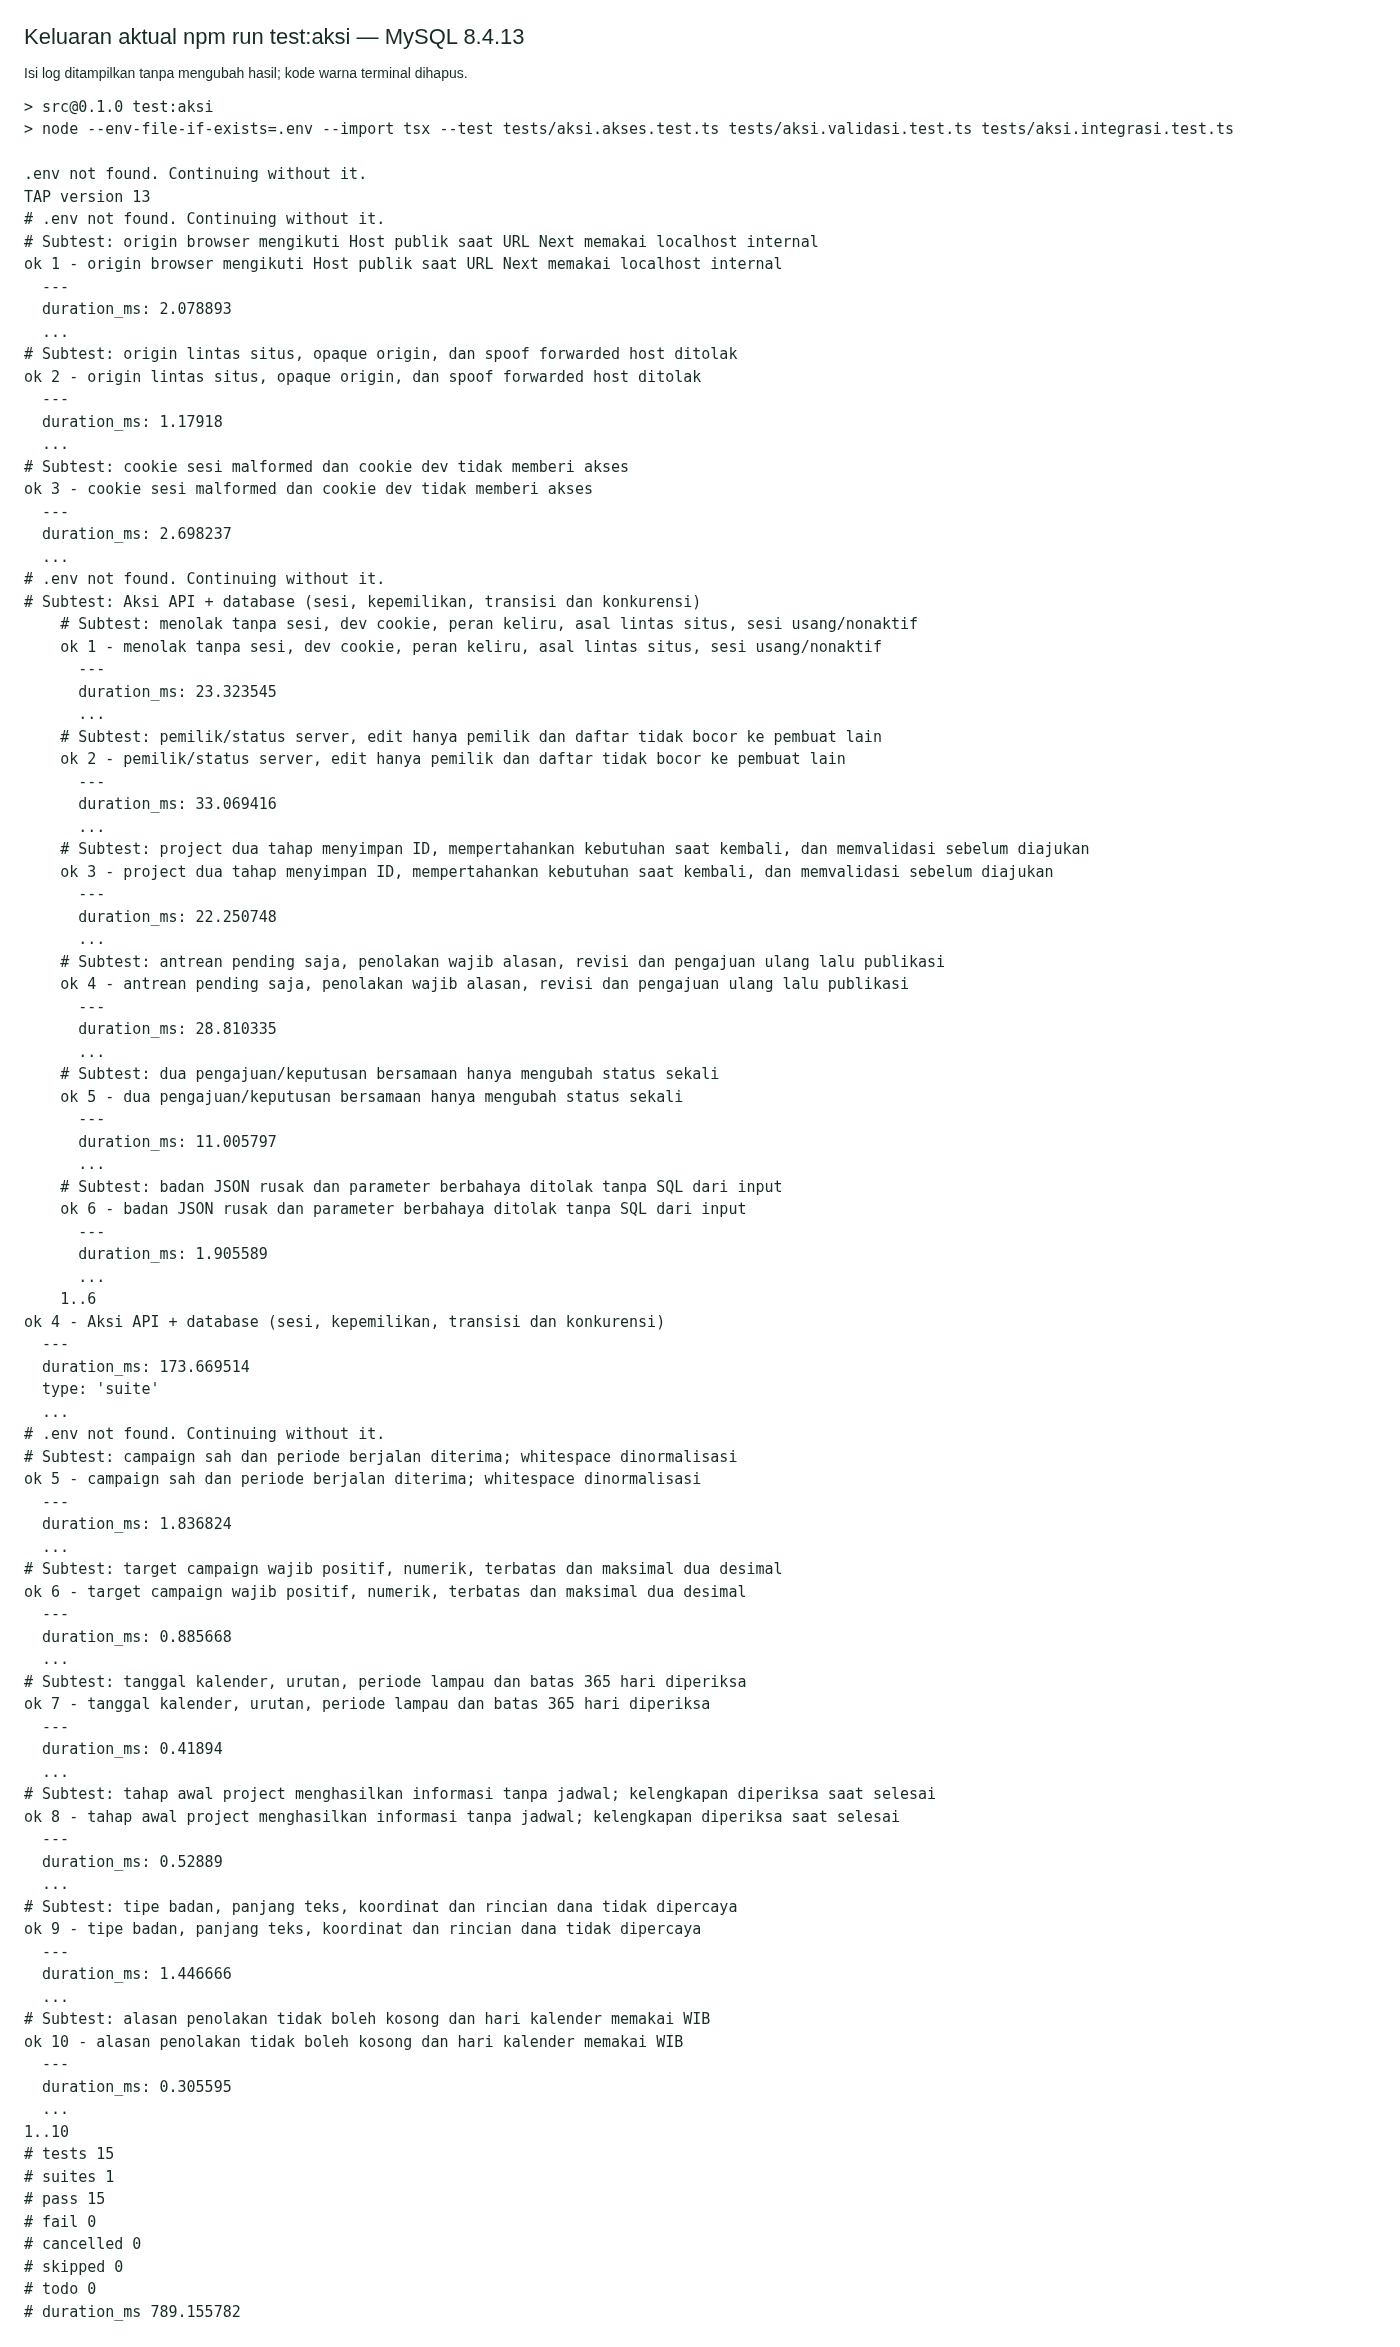 Keluaran aktual npm run test:aksi — MySQL 8.4.13
Isi log ditampilkan tanpa mengubah hasil; kode warna terminal dihapus.
> src@0.1.0 test:aksi
> node --env-file-if-exists=.env --import tsx --test tests/aksi.akses.test.ts tests/aksi.validasi.test.ts tests/aksi.integrasi.test.ts

.env not found. Continuing without it.
TAP version 13
# .env not found. Continuing without it.
# Subtest: origin browser mengikuti Host publik saat URL Next memakai localhost internal
ok 1 - origin browser mengikuti Host publik saat URL Next memakai localhost internal
  ---
  duration_ms: 2.078893
  ...
# Subtest: origin lintas situs, opaque origin, dan spoof forwarded host ditolak
ok 2 - origin lintas situs, opaque origin, dan spoof forwarded host ditolak
  ---
  duration_ms: 1.17918
  ...
# Subtest: cookie sesi malformed dan cookie dev tidak memberi akses
ok 3 - cookie sesi malformed dan cookie dev tidak memberi akses
  ---
  duration_ms: 2.698237
  ...
# .env not found. Continuing without it.
# Subtest: Aksi API + database (sesi, kepemilikan, transisi dan konkurensi)
    # Subtest: menolak tanpa sesi, dev cookie, peran keliru, asal lintas situs, sesi usang/nonaktif
    ok 1 - menolak tanpa sesi, dev cookie, peran keliru, asal lintas situs, sesi usang/nonaktif
      ---
      duration_ms: 23.323545
      ...
    # Subtest: pemilik/status server, edit hanya pemilik dan daftar tidak bocor ke pembuat lain
    ok 2 - pemilik/status server, edit hanya pemilik dan daftar tidak bocor ke pembuat lain
      ---
      duration_ms: 33.069416
      ...
    # Subtest: project dua tahap menyimpan ID, mempertahankan kebutuhan saat kembali, dan memvalidasi sebelum diajukan
    ok 3 - project dua tahap menyimpan ID, mempertahankan kebutuhan saat kembali, dan memvalidasi sebelum diajukan
      ---
      duration_ms: 22.250748
      ...
    # Subtest: antrean pending saja, penolakan wajib alasan, revisi dan pengajuan ulang lalu publikasi
    ok 4 - antrean pending saja, penolakan wajib alasan, revisi dan pengajuan ulang lalu publikasi
      ---
      duration_ms: 28.810335
      ...
    # Subtest: dua pengajuan/keputusan bersamaan hanya mengubah status sekali
    ok 5 - dua pengajuan/keputusan bersamaan hanya mengubah status sekali
      ---
      duration_ms: 11.005797
      ...
    # Subtest: badan JSON rusak dan parameter berbahaya ditolak tanpa SQL dari input
    ok 6 - badan JSON rusak dan parameter berbahaya ditolak tanpa SQL dari input
      ---
      duration_ms: 1.905589
      ...
    1..6
ok 4 - Aksi API + database (sesi, kepemilikan, transisi dan konkurensi)
  ---
  duration_ms: 173.669514
  type: 'suite'
  ...
# .env not found. Continuing without it.
# Subtest: campaign sah dan periode berjalan diterima; whitespace dinormalisasi
ok 5 - campaign sah dan periode berjalan diterima; whitespace dinormalisasi
  ---
  duration_ms: 1.836824
  ...
# Subtest: target campaign wajib positif, numerik, terbatas dan maksimal dua desimal
ok 6 - target campaign wajib positif, numerik, terbatas dan maksimal dua desimal
  ---
  duration_ms: 0.885668
  ...
# Subtest: tanggal kalender, urutan, periode lampau dan batas 365 hari diperiksa
ok 7 - tanggal kalender, urutan, periode lampau dan batas 365 hari diperiksa
  ---
  duration_ms: 0.41894
  ...
# Subtest: tahap awal project menghasilkan informasi tanpa jadwal; kelengkapan diperiksa saat selesai
ok 8 - tahap awal project menghasilkan informasi tanpa jadwal; kelengkapan diperiksa saat selesai
  ---
  duration_ms: 0.52889
  ...
# Subtest: tipe badan, panjang teks, koordinat dan rincian dana tidak dipercaya
ok 9 - tipe badan, panjang teks, koordinat dan rincian dana tidak dipercaya
  ---
  duration_ms: 1.446666
  ...
# Subtest: alasan penolakan tidak boleh kosong dan hari kalender memakai WIB
ok 10 - alasan penolakan tidak boleh kosong dan hari kalender memakai WIB
  ---
  duration_ms: 0.305595
  ...
1..10
# tests 15
# suites 1
# pass 15
# fail 0
# cancelled 0
# skipped 0
# todo 0
# duration_ms 789.155782